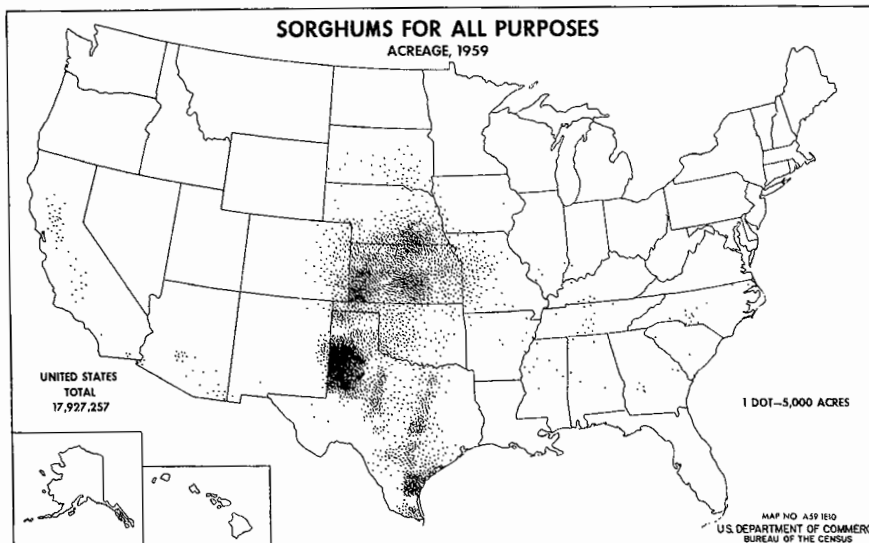 SORGHUMS FOR ALL PURPOSES
ACREAGE, 1959
UNITED STATES
TOTAL
17,927,257
1 DOT—5,000 ACRES
MAP NO. A59 1E10
U.S. DEPARTMENT OF COMMERC
BUREAU OF THE CENSUS